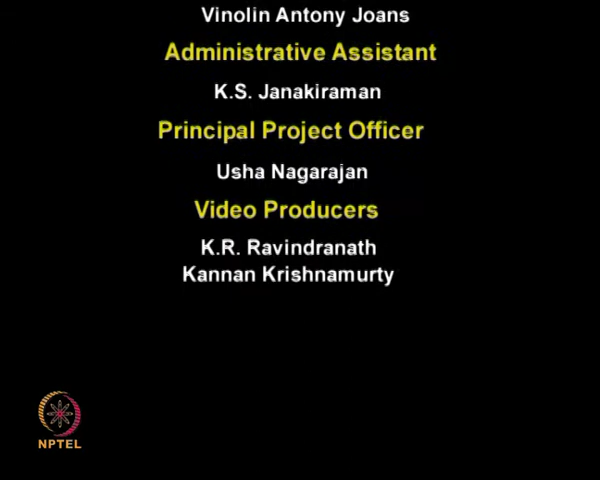 Vinolin Antony Joans
Administrative Assistant
K.S. Janakiraman
Principal Project Officer
Usha Nagarajan
Video Producers
K.R. Ravindranath
Kannan Krishnamurty
NPTEL